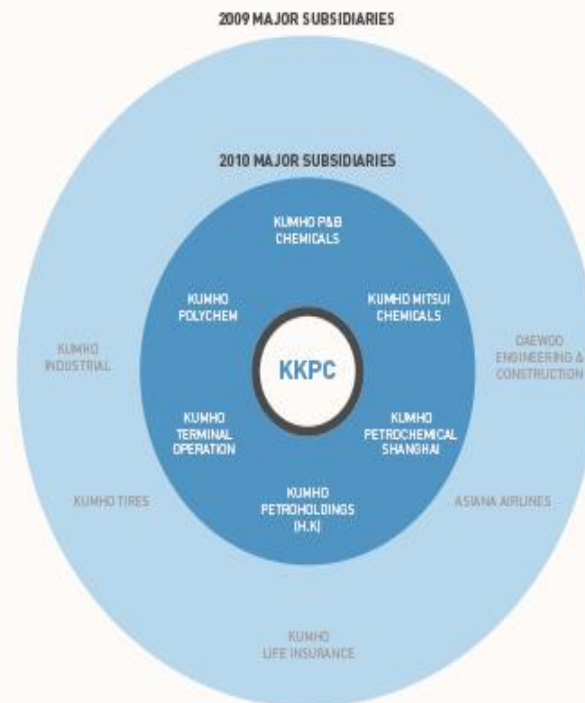 2009 MAJOR SUBSIDIARIES
2010 MAJOR SUBSIDIARIES
KUMHO P&B
CHEMICALS
KUMHO
POLYCHEM
KUMHO MITSUI
CHEMICALS
KUMHO
INDUSTRIAL
KKPC
DAEWOO
ENGINEERING &
CONSTRUCTION
KUMHO
TERMINAL
OPERATION
KUMHO
PETROCHEMICAL
SHANGHAI
KUMHO TIRES
KUMHO
PETROHOLDINGS
(H.K)
ASIANA AIRLINES
KUMHO
LIFE INSURANCE